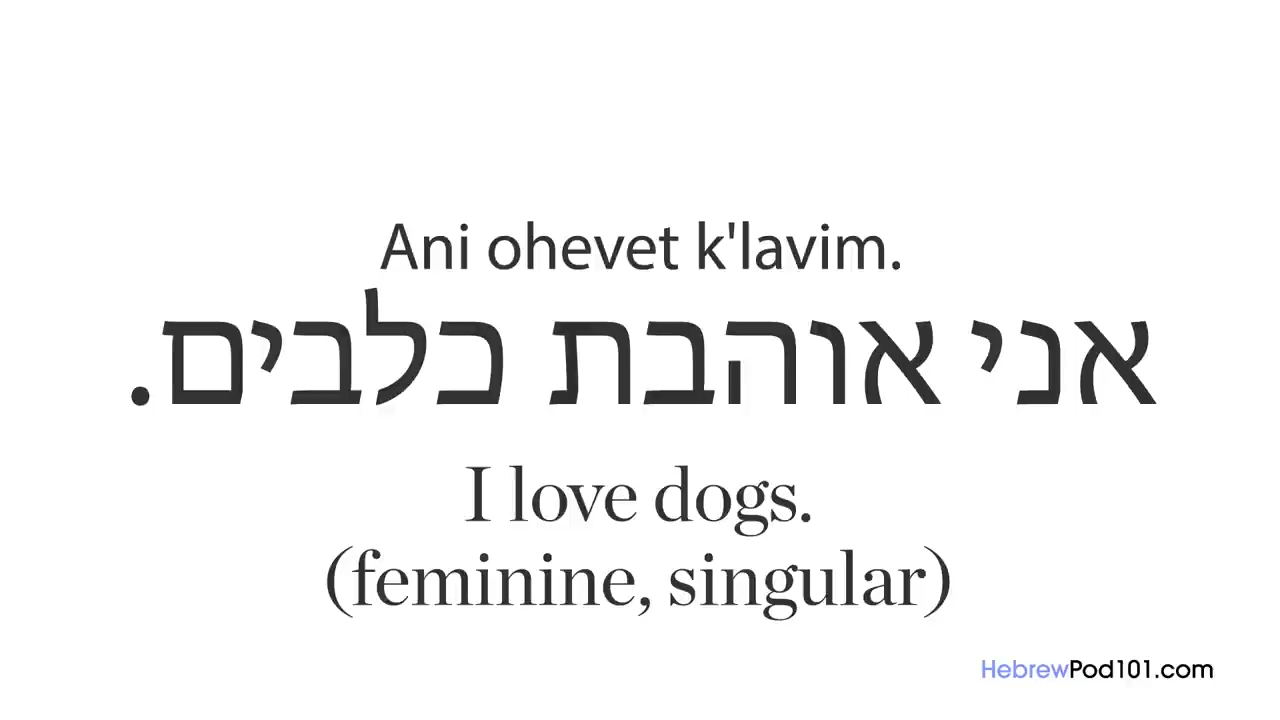 Ani ohevet k'lavim.
אני אוהבת כלבים.
I love dogs.
(feminine, singular)
HebrewPod101.com